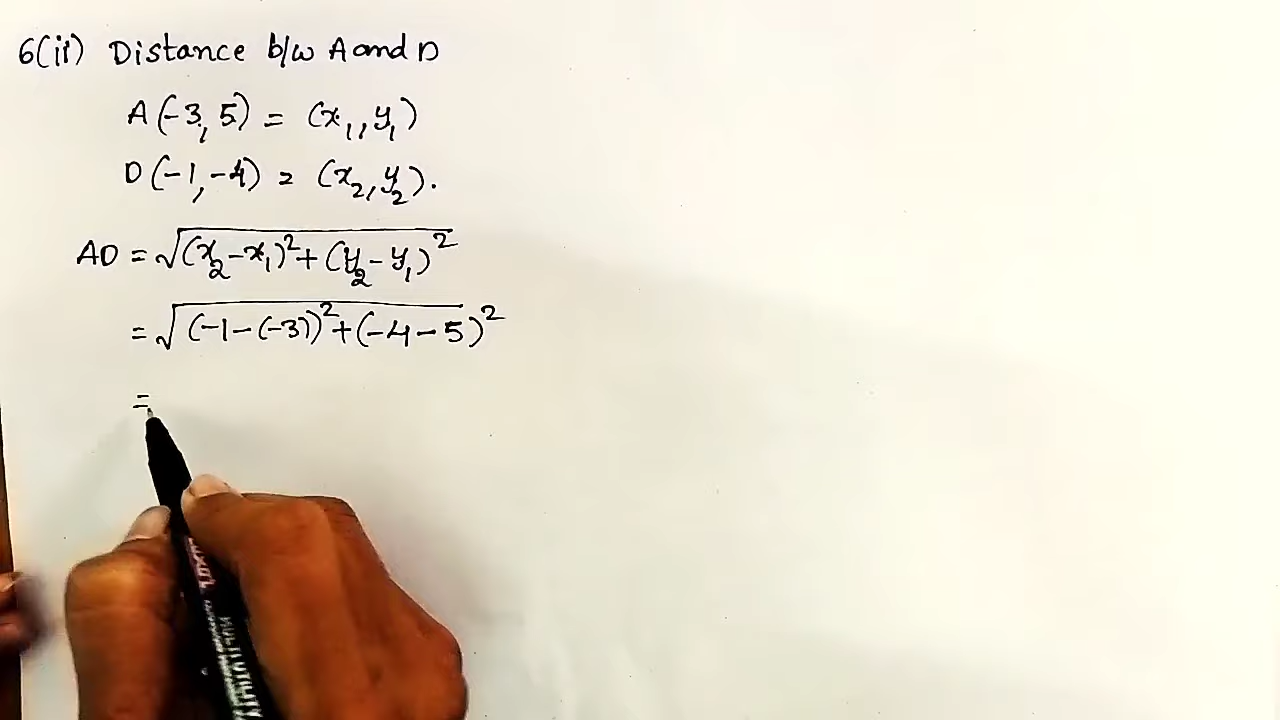 6(ii) Distance b/w A and D
A(-3, 5) = (x₁, y₁)
D(-1, -4) = (x₂, y₂).
AD = √(x₂-x₁)²+(y₂-y₁)²
= √(-1-(-3))²+(-4-5)²
=